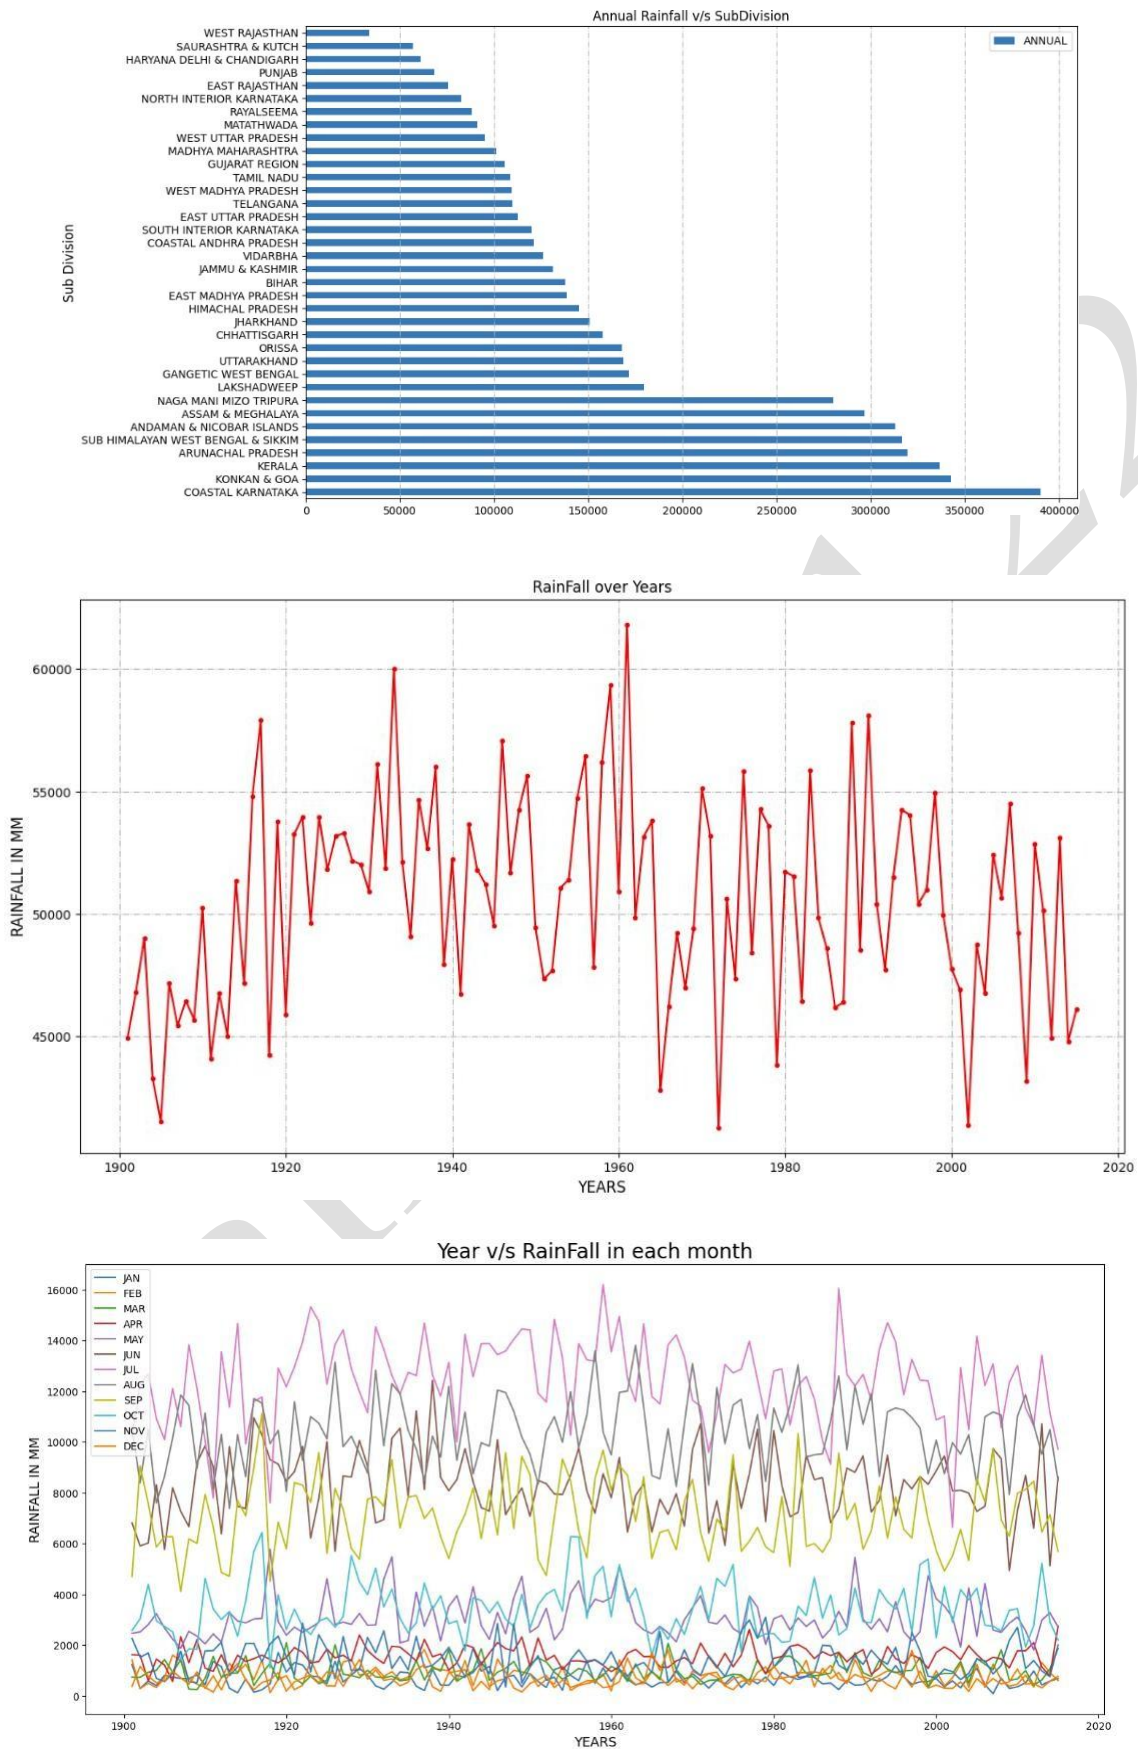 Annual Rainfall v/s SubDivision
ANNUAL
Sub Division
WEST RAJASTHAN
SAURASHTRA & KUTCH
HARYANA DELHI & CHANDIGARH
PUNJAB
EAST RAJASTHAN
NORTH INTERIOR KARNATAKA
RAYALSEEMA
MATATHWADA
WEST UTTAR PRADESH
MADHYA MAHARASHTRA
GUJARAT REGION
TAMIL NADU
WEST MADHYA PRADESH
TELANGANA
EAST UTTAR PRADESH
SOUTH INTERIOR KARNATAKA
COASTAL ANDHRA PRADESH
VIDARBHA
JAMMU & KASHMIR
BIHAR
EAST MADHYA PRADESH
HIMACHAL PRADESH
JHARKHAND
CHHATTISGARH
ORISSA
UTTARAKHAND
GANGETIC WEST BENGAL
LAKSHADWEEP
NAGA MANI MIZO TRIPURA
ASSAM & MEGHALAYA
ANDAMAN & NICOBAR ISLANDS
SUB HIMALAYAN WEST BENGAL & SIKKIM
ARUNACHAL PRADESH
KERALA
KONKAN & GOA
COASTAL KARNATAKA
0 50000 100000 150000 200000 250000 300000 350000 400000
RainFall over Years
RAINFALL IN MM
60000
55000
50000
45000
1900 1920 1940 1960 1980 2000 2020
YEARS
Year v/s RainFall in each month
JAN
FEB
MAR
APR
MAY
JUN
JUL
AUG
SEP
OCT
NOV
DEC
RAINFALL IN MM
16000
14000
12000
10000
8000
6000
4000
2000
0
1900 1920 1940 1960 1980 2000 2020
YEARS